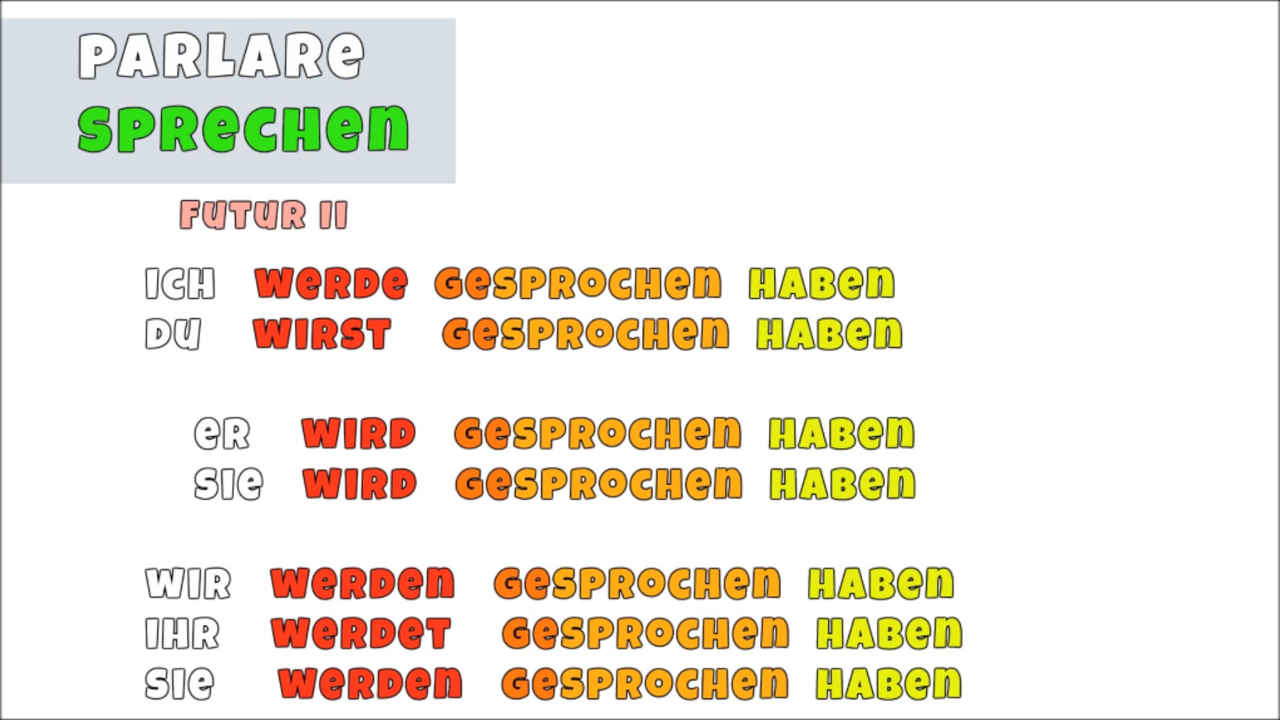 PARLARE
SPRECHEN
FUTUR II
ICH WERDE GESPROCHEN HABEN
DU WIRST GESPROCHEN HABEN
ER WIRD GESPROCHEN HABEN
SIE WIRD GESPROCHEN HABEN
WIR WERDEN GESPROCHEN HABEN
IHR WERDET GESPROCHEN HABEN
SIE WERDEN GESPROCHEN HABEN